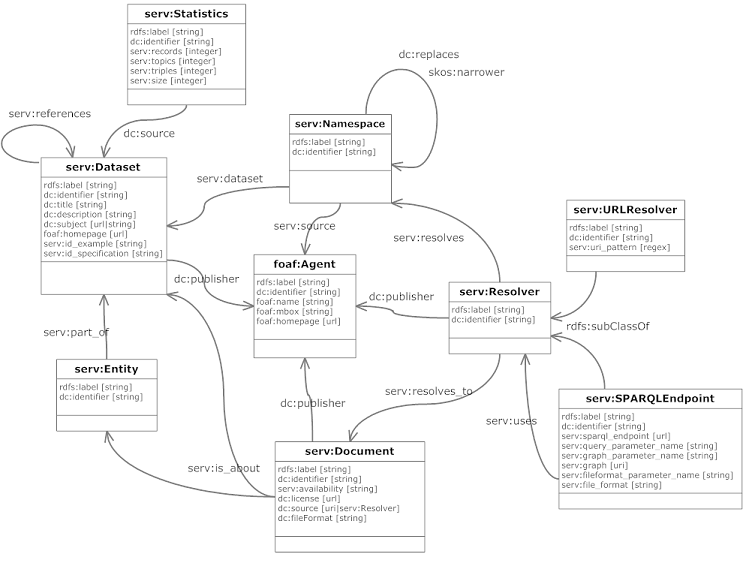 serv:Statistics
rdfs:label [string]
dc:identifier [string]
serv:records [integer]
serv:topics [integer]
serv:triples [integer]
serv:size [integer]
dc:replaces
skos:narrower
serv:references
dc:source
serv:Namespace
rdfs:label [string]
dc:identifier [string]
serv:Dataset
rdfs:label [string]
dc:identifier [string]
dc:title [string]
dc:description [string]
dc:subject [url|string]
foaf:homepage [url]
serv:id_example [string]
serv:id_specification [string]
serv:dataset
serv:source
serv:resolves
serv:URLResolver
rdfs:label [string]
dc:identifier [string]
serv:uri_pattern [regex]
foaf:Agent
rdfs:label [string]
dc:identifier [string]
foaf:name [string]
foaf:mbox [string]
foaf:homepage [url]
dc:publisher
dc:publisher
serv:Resolver
rdfs:label [string]
dc:identifier [string]
rdfs:subClassOf
serv:part_of
serv:Entity
rdfs:label [string]
dc:identifier [string]
dc:publisher
serv:resolves_to
serv:uses
serv:SPARQLEndpoint
rdfs:label [string]
dc:identifier [string]
serv:sparql_endpoint [url]
serv:query_parameter_name [string]
serv:graph_parameter_name [string]
serv:graph [uri]
serv:fileformat_parameter_name [string]
serv:file_format [string]
serv:is_about
serv:Document
rdfs:label [string]
dc:identifier [string]
serv:availability [string]
dc:license [url]
dc:source [uri|serv:Resolver]
dc:fileFormat [string]